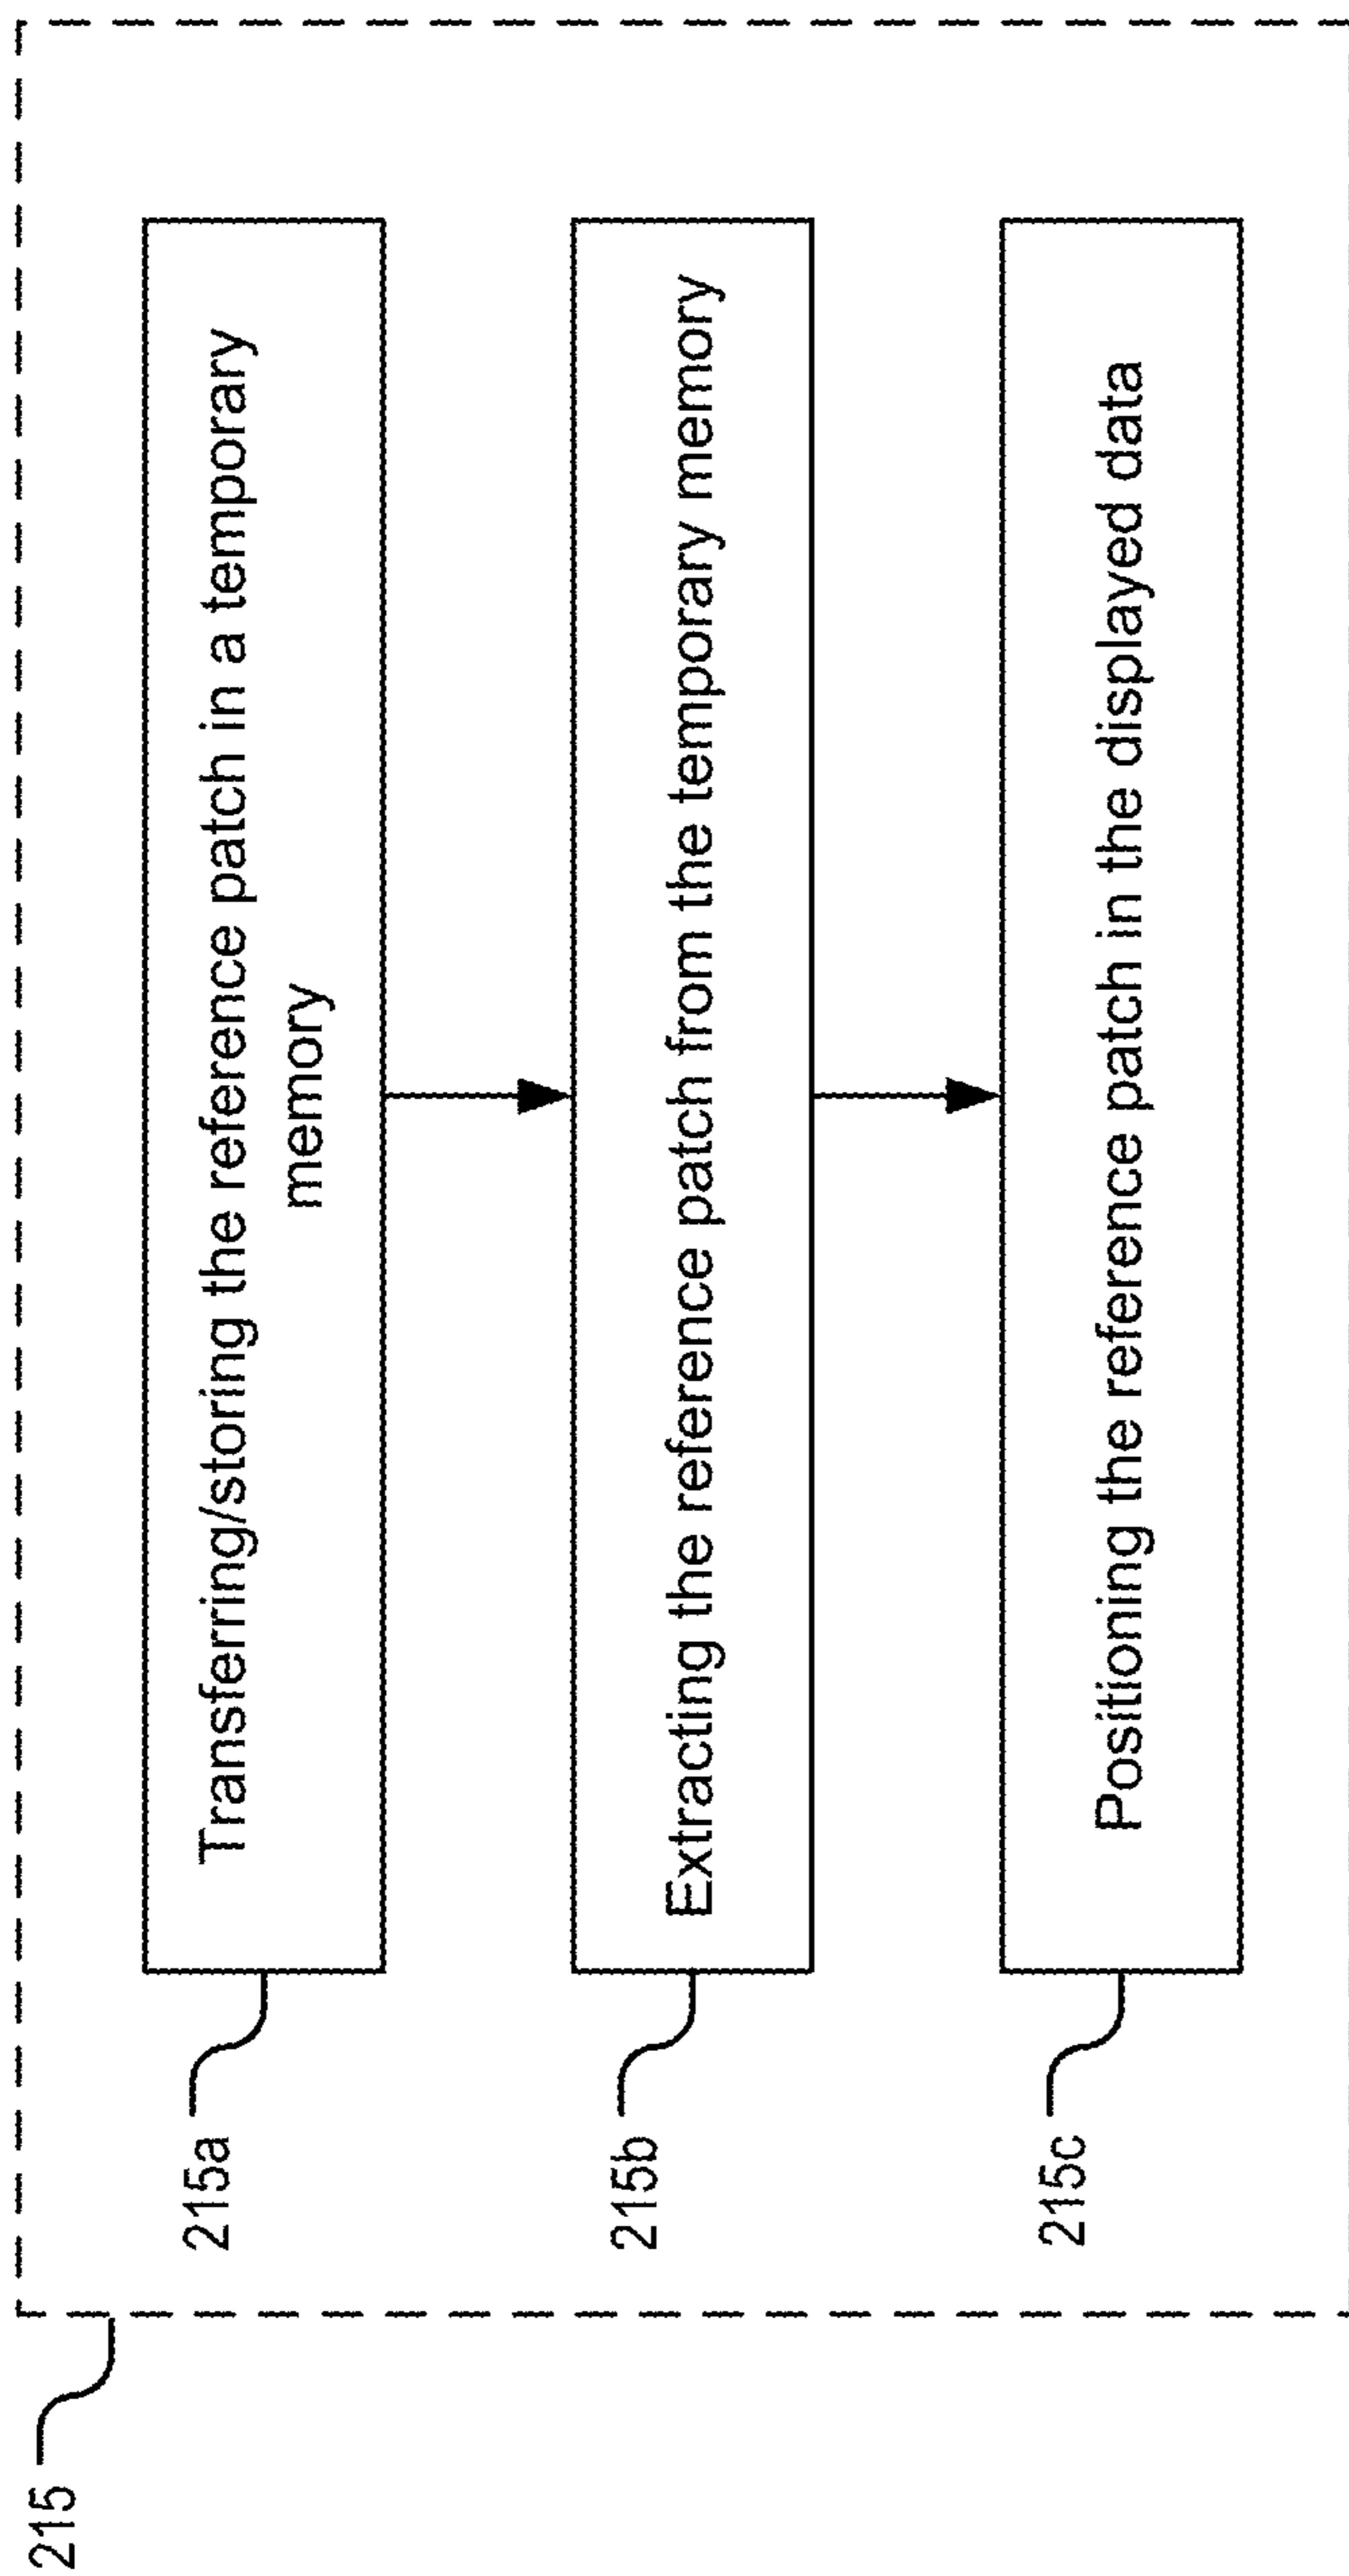 215
215a
Transferring/storing the reference patch in a temporary
memory
215b
Extracting the reference patch from the temporary memory
215c
Positioning the reference patch in the displayed data